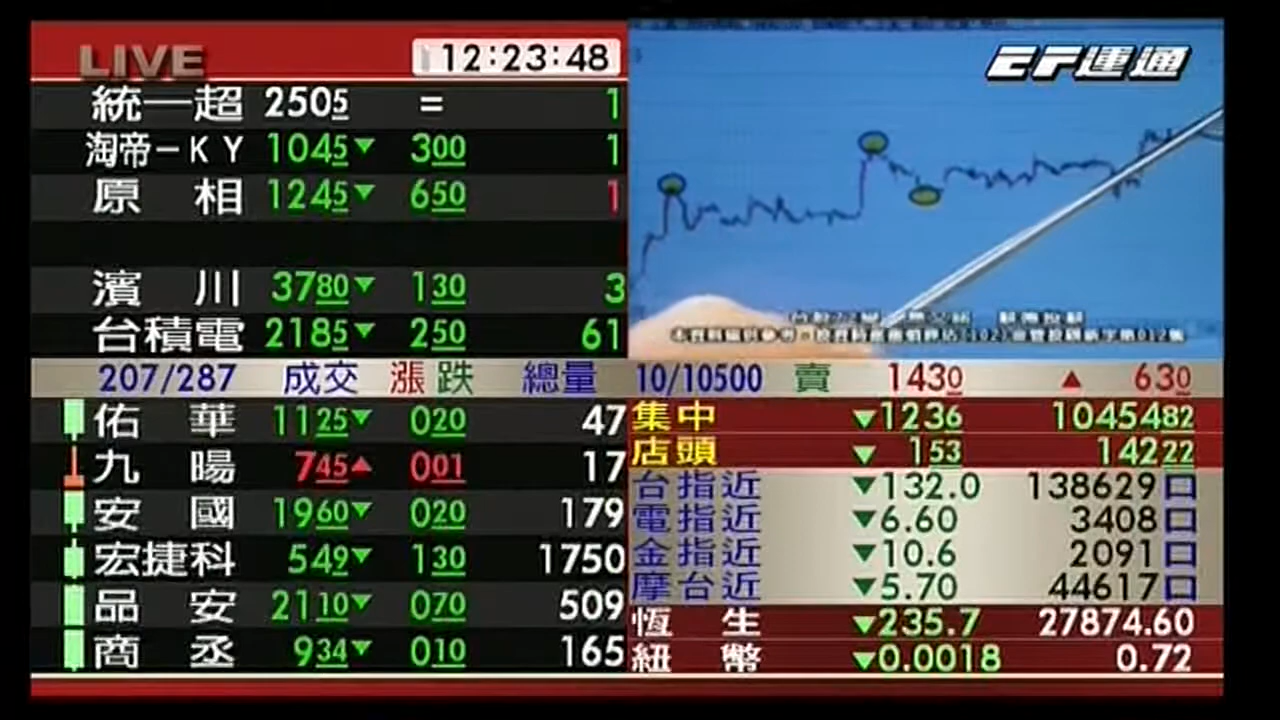 LIVE 12:23:48
統一超 2505 = 1
淘帝-KY 1045▼ 300 1
原相 1245▼ 650 1
濱川 3780▼ 130 3
台積電 2185▼ 250 61
207/287 成交 漲跌 總量
佑華 1125▼ 020 47
九暘 745▲ 001 17
安國 1960▼ 020 179
宏捷科 549▼ 130 1750
品安 2110▼ 070 509
商丞 934▼ 010 165
運通
10/10500 賣 1430 ▲ 630
集中 ▼1236 1045482
店頭 ▼153 14222
台指近 ▼132.0 138629口
電指近 ▼6.60 3408口
金指近 ▼10.6 2091口
摩台近 ▼5.70 44617口
恆生 ▼235.7 27874.60
紐幣 ▼0.0018 0.72